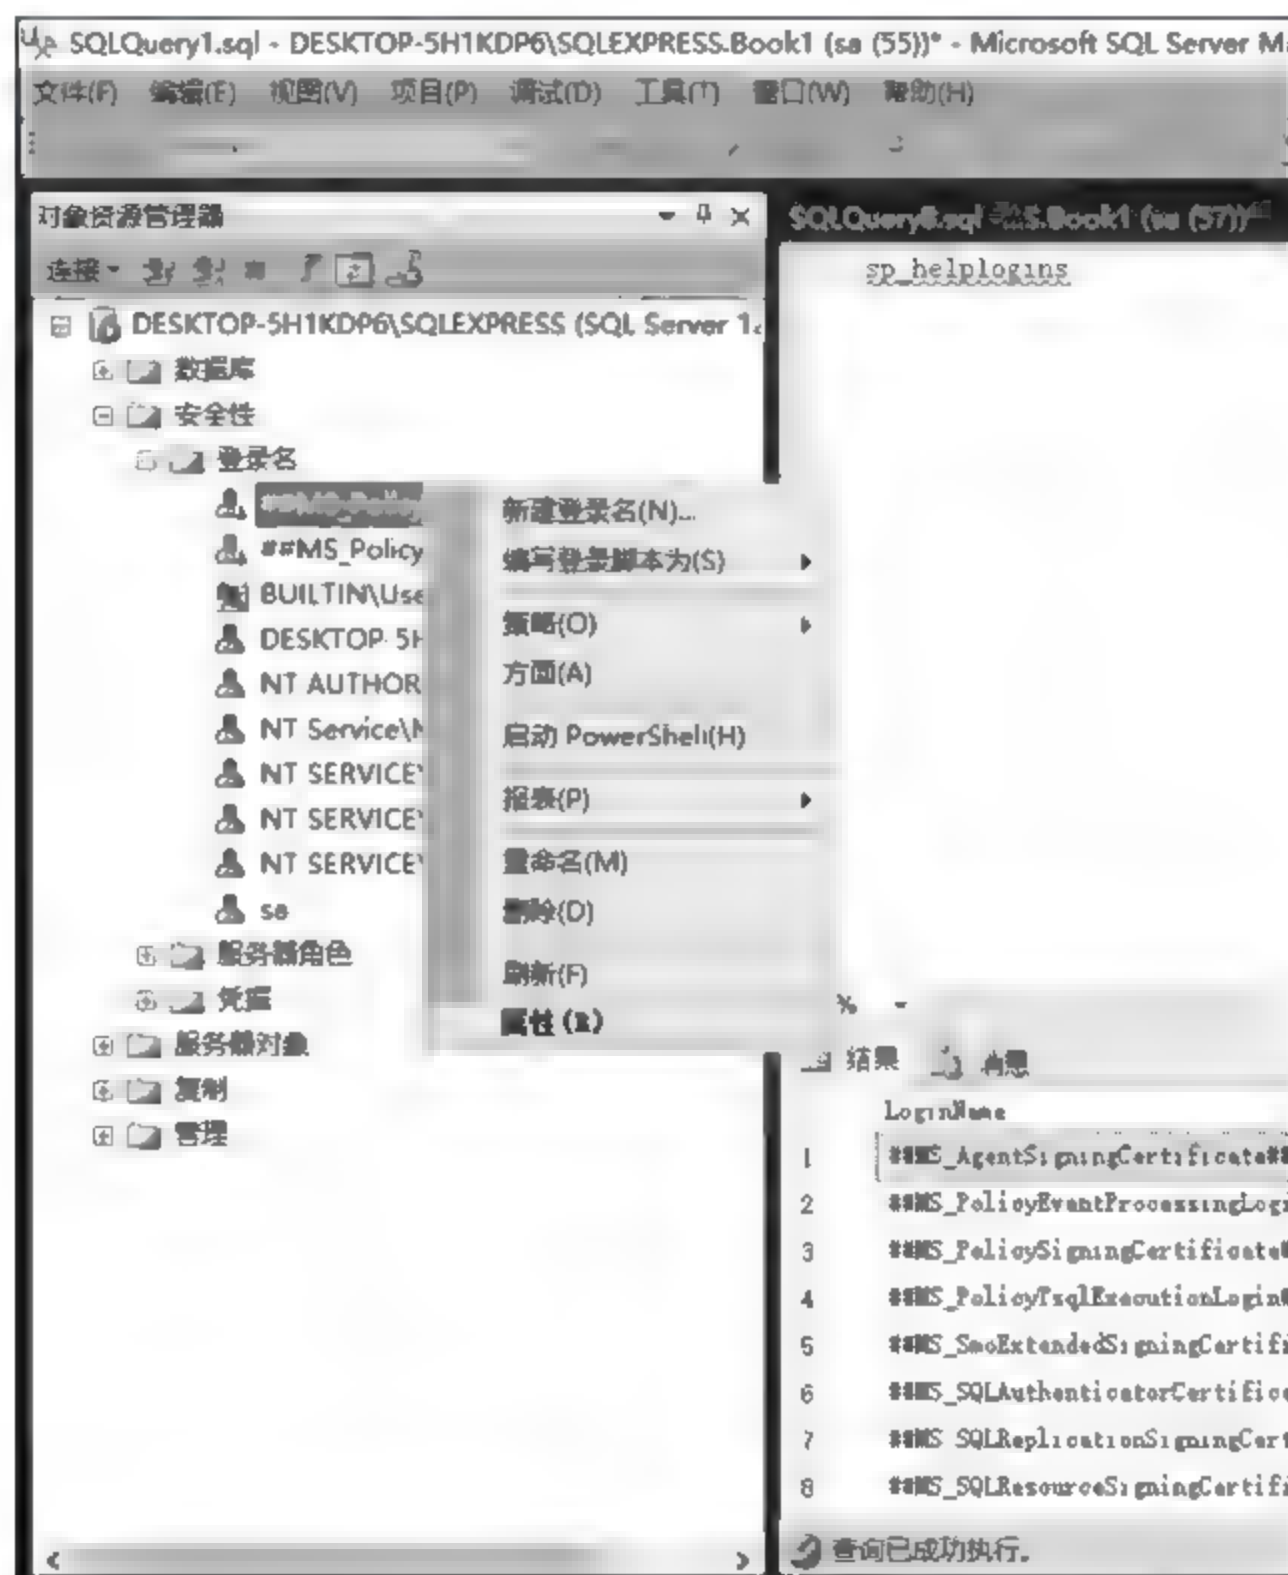 SQLQuery1.sql - DESKTOP-5H1KDP6\SQLEXPRESS.Book1 (sa (55))* - Microsoft SQL Server Ma
文件(F) 编辑(E) 视图(V) 项目(P) 调试(D) 工具(T) 窗口(W) 帮助(H)
对象资源管理器
连接
DESKTOP-5H1KDP6\SQLEXPRESS (SQL Server 1
数据库
安全性
登录名
##MS_Policy
##MS_Policy
BUILTIN\Use
DESKTOP-5H
NT AUTHOR
NT Service\
NT SERVICE
NT SERVICE
NT SERVICE
sa
服务器角色
凭据
服务器对象
复制
管理
新建登录名(N)...
编写登录脚本为(S)
策略(O)
方面(A)
启动 PowerShell(H)
报表(P)
重命名(M)
删除(D)
刷新(F)
属性(R)
S.Book1 (sa (57))
sp_helplogins
%
结果 消息
LoginName
1 ##MS_AgentSigningCertificate##
2 ##MS_PolicyEventProcessingLogi
3 ##MS_PolicySigningCertificate#
4 ##MS_PolicyTsqlExecutionLogin#
5 ##MS_SmoExtendedSigningCertifi
6 ##MS_SQLAuthenticatorCertifica
7 ##MS_SQLReplicationSigningCert
8 ##MS_SQLResourceSigningCertifi
查询已成功执行。